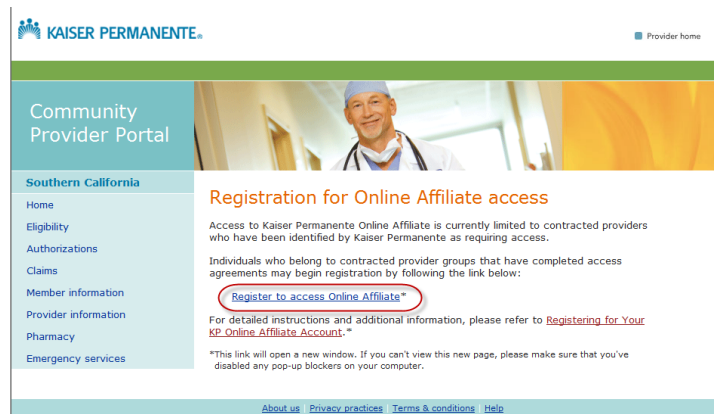 KAISER PERMANENTE®
Provider home
Community
Provider Portal
Southern California
Home
Eligibility
Authorizations
Claims
Member information
Provider information
Pharmacy
Emergency services
Registration for Online Affiliate access
Access to Kaiser Permanente Online Affiliate is currently limited to contracted providers
who have been identified by Kaiser Permanente as requiring access.
Individuals who belong to contracted provider groups that have completed access
agreements may begin registration by following the link below:
Register to access Online Affiliate*
For detailed instructions and additional information, please refer to Registering for Your
KP Online Affiliate Account.*
*This link will open a new window. If you can't view this new page, please make sure that you've
disabled any pop-up blockers on your computer.
About us | Privacy practices | Terms & conditions | Help